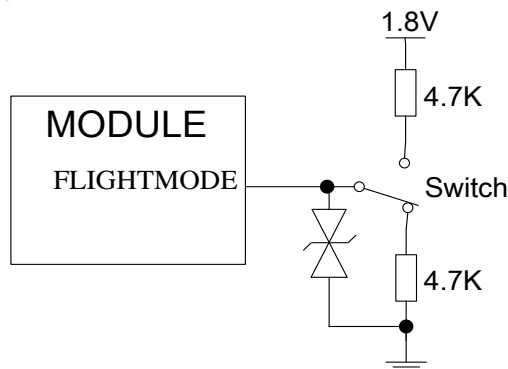 1.8V
4.7K
MODULE
FLIGHTMODE
Switch
4.7K